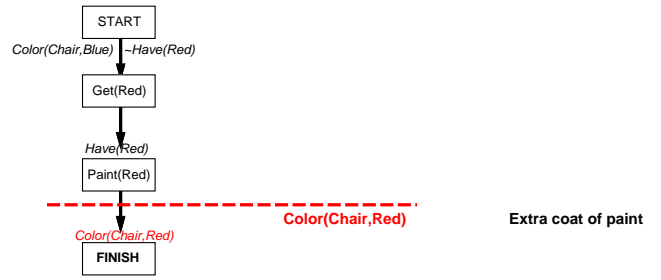 START
Color(Chair,Blue) ~Have(Red)
Get(Red)
Have(Red)
Paint(Red)
Color(Chair,Red) Extra coat of paint
Color(Chair,Red)
FINISH